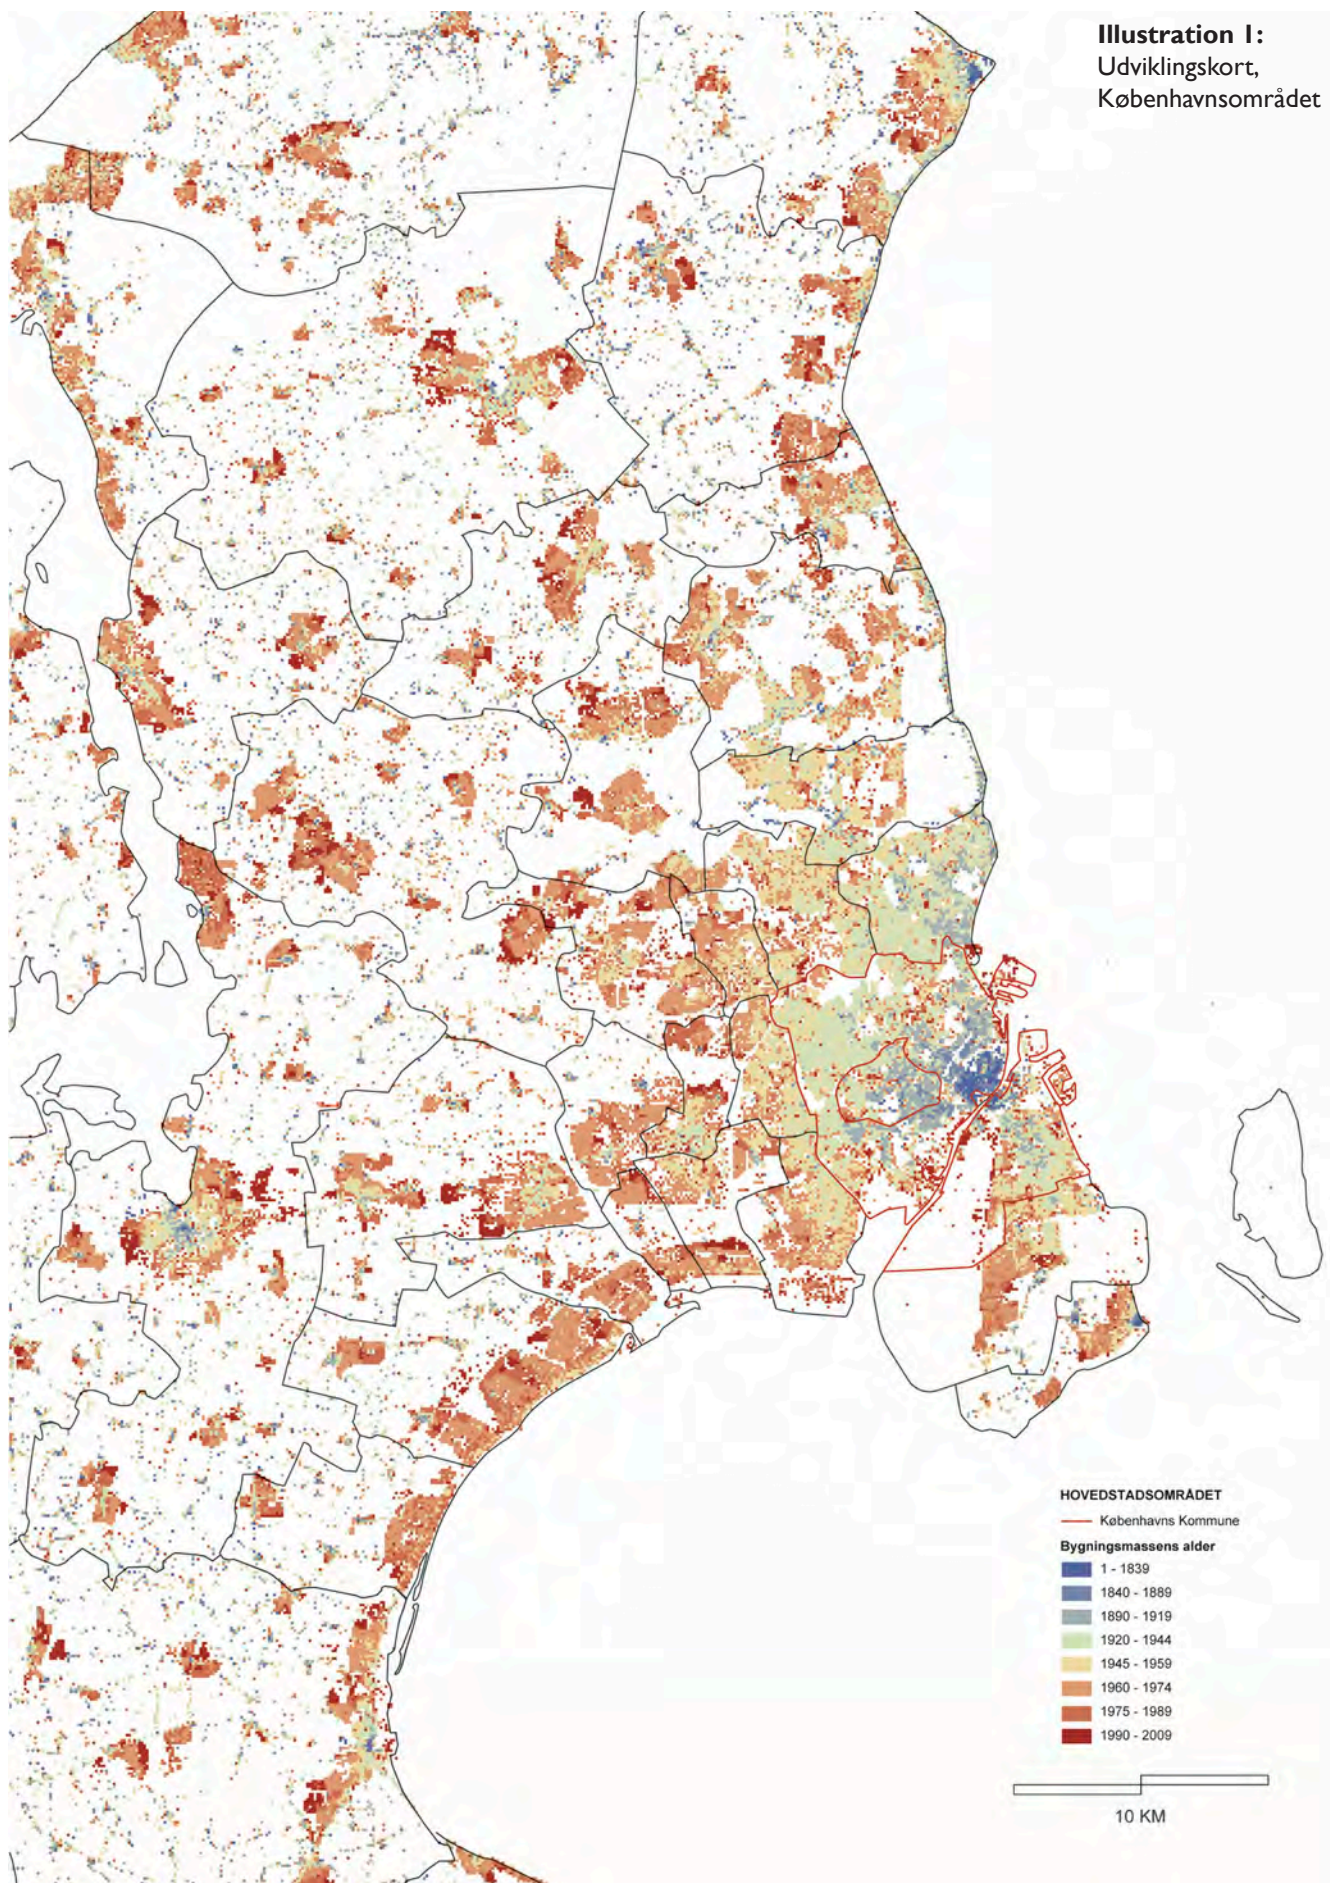 Illustration 1:
Udviklingskort,
Københavnsområdet
HOVEDSTADSOMRÅDET
Københavns Kommune
Bygningsmassens alder
1 - 1839
1840 - 1889
1890 - 1919
1920 - 1944
1945 - 1959
1960 - 1974
1975 - 1989
1990 - 2009
10 KM